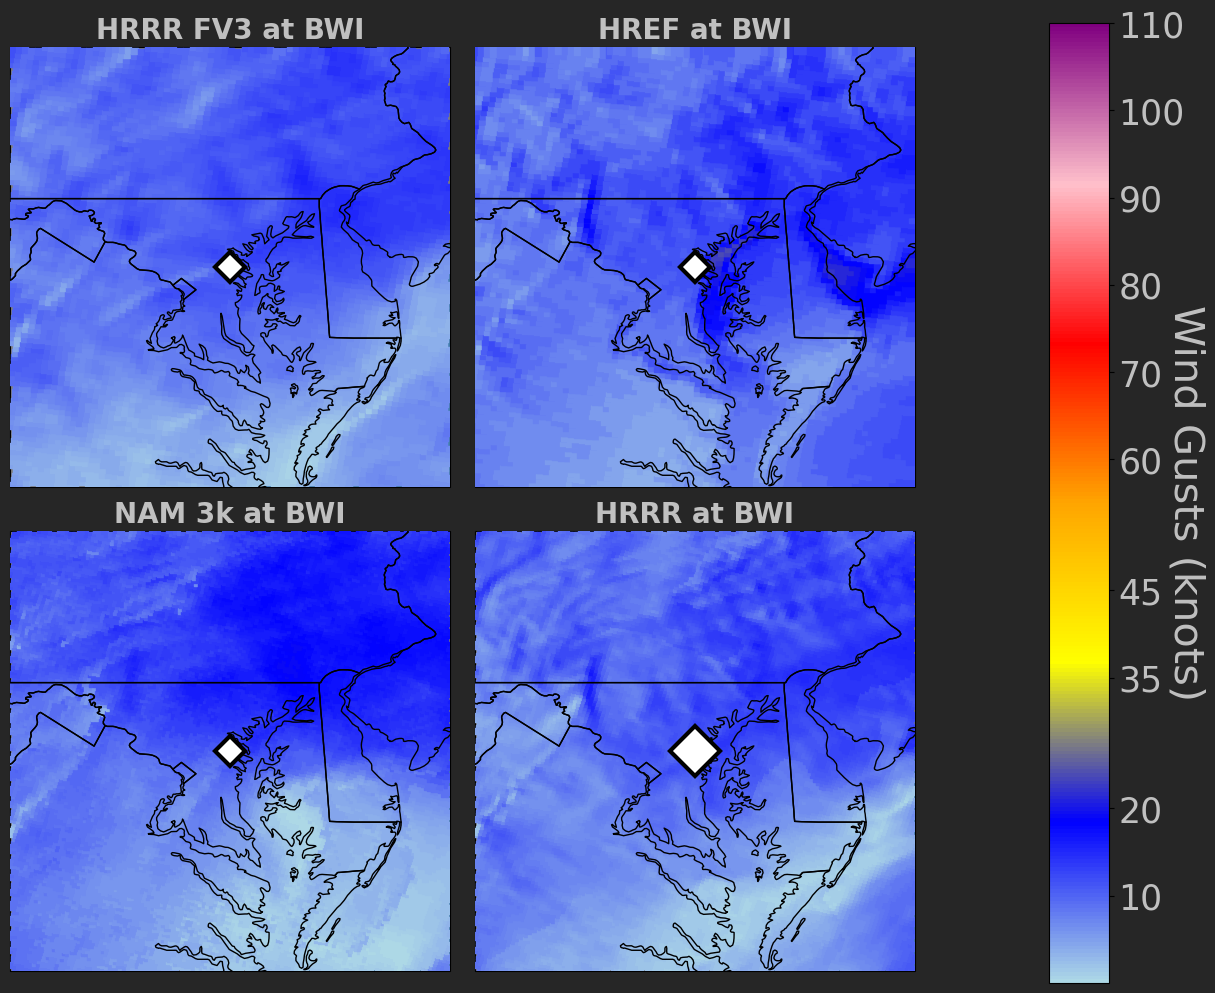 HRRR FV3 at BWI
HREF at BWI
NAM 3k at BWI
HRRR at BWI
110
100
90
80
70
60
45
35
20
10
Wind Gusts (knots)